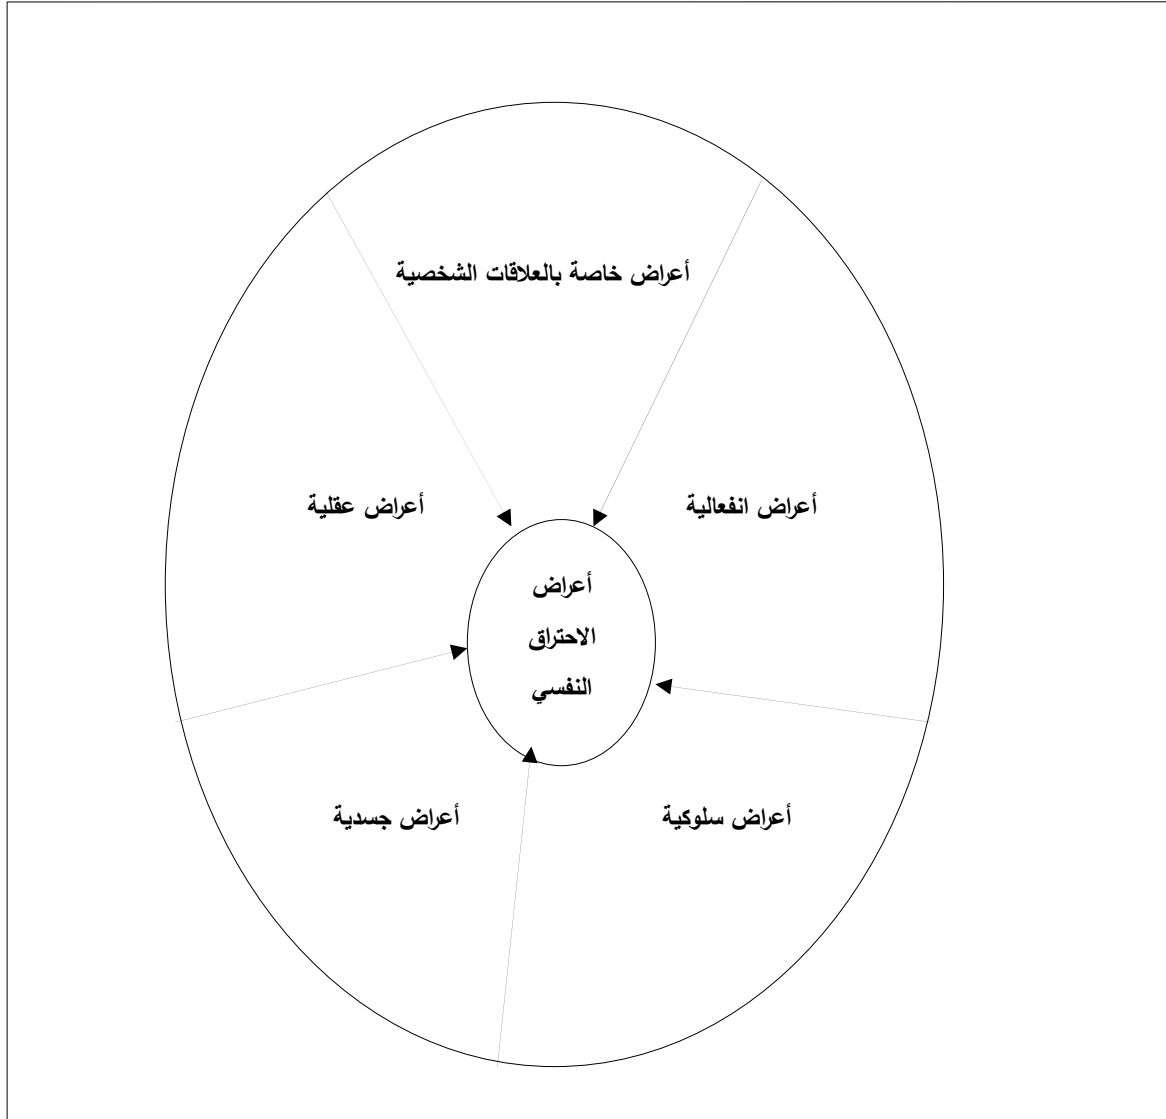 أعراض خاصة بالعلاقات الشخصية
أعراض انفعالية
أعراض عقلية
أعراض
الاحتراق
النفسي
أعراض سلوكية
أعراض جسدية